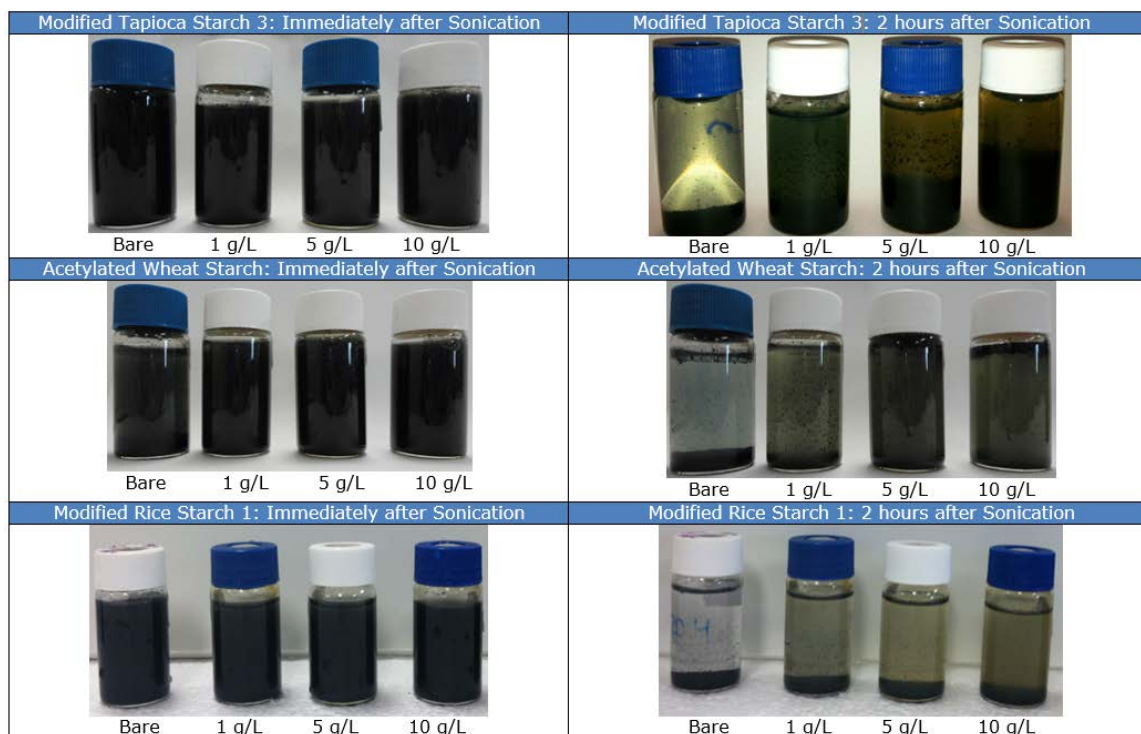 Modified Tapioca Starch 3: Immediately after Sonication
Modified Tapioca Starch 3: 2 hours after Sonication
Bare 1 g/L 5 g/L 10 g/L
Bare 1 g/L 5 g/L 10 g/L
Acetylated Wheat Starch: Immediately after Sonication
Acetylated Wheat Starch: 2 hours after Sonication
Bare 1 g/L 5 g/L 10 g/L
Bare 1 g/L 5 g/L 10 g/L
Modified Rice Starch 1: Immediately after Sonication
Modified Rice Starch 1: 2 hours after Sonication
Bare 1 g/L 5 g/L 10 g/L
Bare 1 g/L 5 g/L 10 g/L